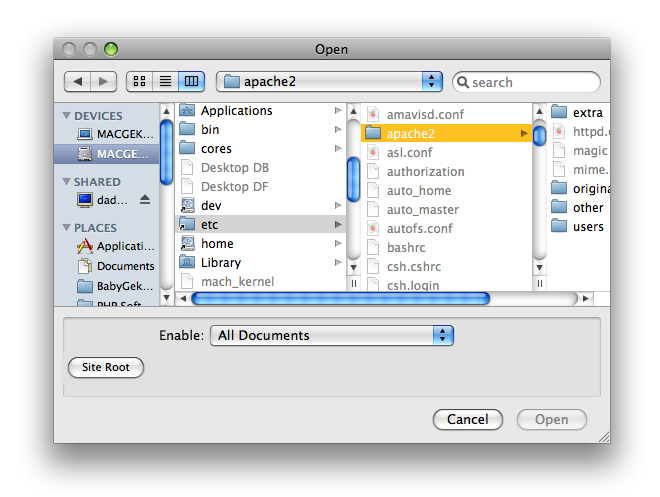 Open
apache2
search
DEVICES
MACGEK...
MACGE...
SHARED
dad...
PLACES
Applicati...
Documents
BabyGek...
PHP Soft
Applications
bin
cores
Desktop DB
Desktop DF
dev
etc
home
Library
mach_kernel
amavisd.conf
apache2
asl.conf
authorization
auto_home
auto_master
autofs.conf
bashrc
csh.cshrc
csh.login
extra
httpd.c
magic
mime.
origina
other
users
Enable: All Documents
Site Root
Cancel
Open